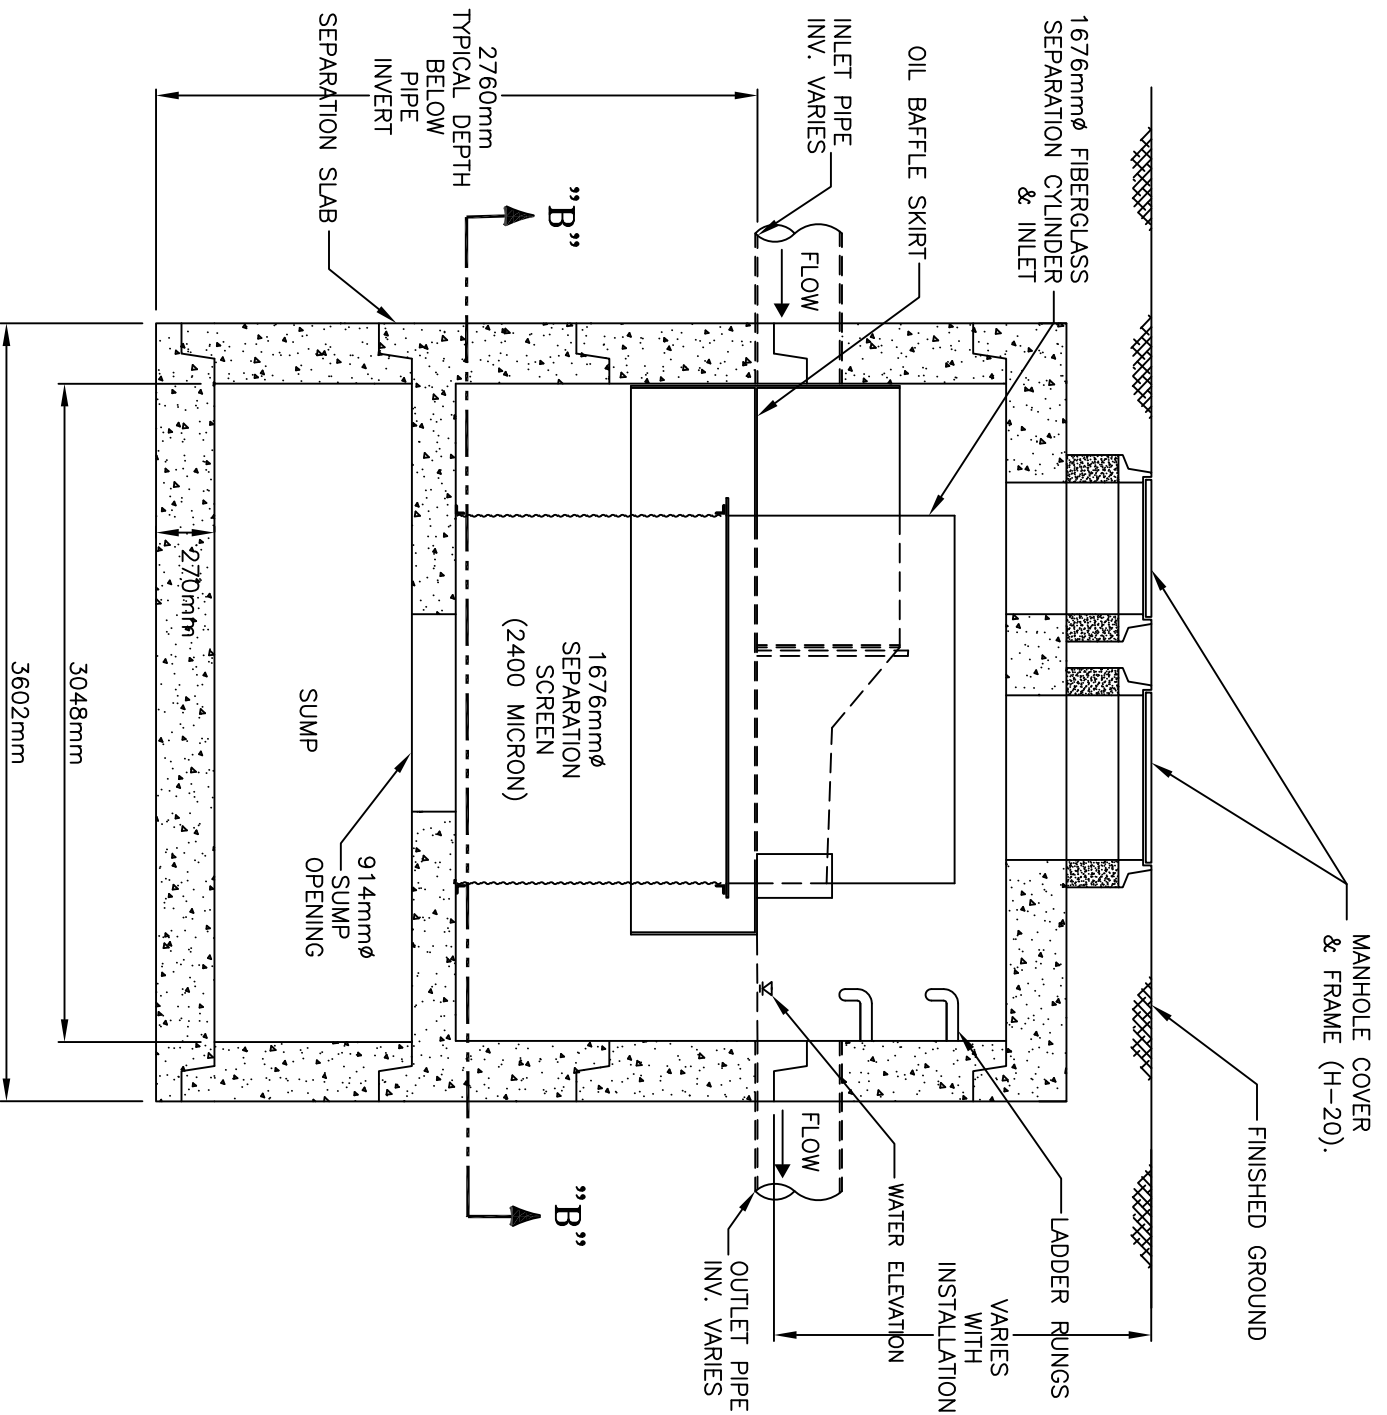 MANHOLE COVER
& FRAME (H-20).
FINISHED GROUND
1676mmø FIBERGLASS
SEPARATION CYLINDER
& INLET
LADDER RUNGS
VARIES
WITH
INSTALLATION
OIL BAFFLE SKIRT
WATER ELEVATION
INLET PIPE
INV. VARIES
FLOW
FLOW
OUTLET PIPE
INV. VARIES
"B"
"B"
1676mmø
SEPARATION
SCREEN
(2400 MICRON)
2760mm
TYPICAL DEPTH
BELOW
PIPE
INVERT
SEPARATION SLAB
914mmø
SUMP
OPENING
SUMP
270mm
3048mm
3602mm